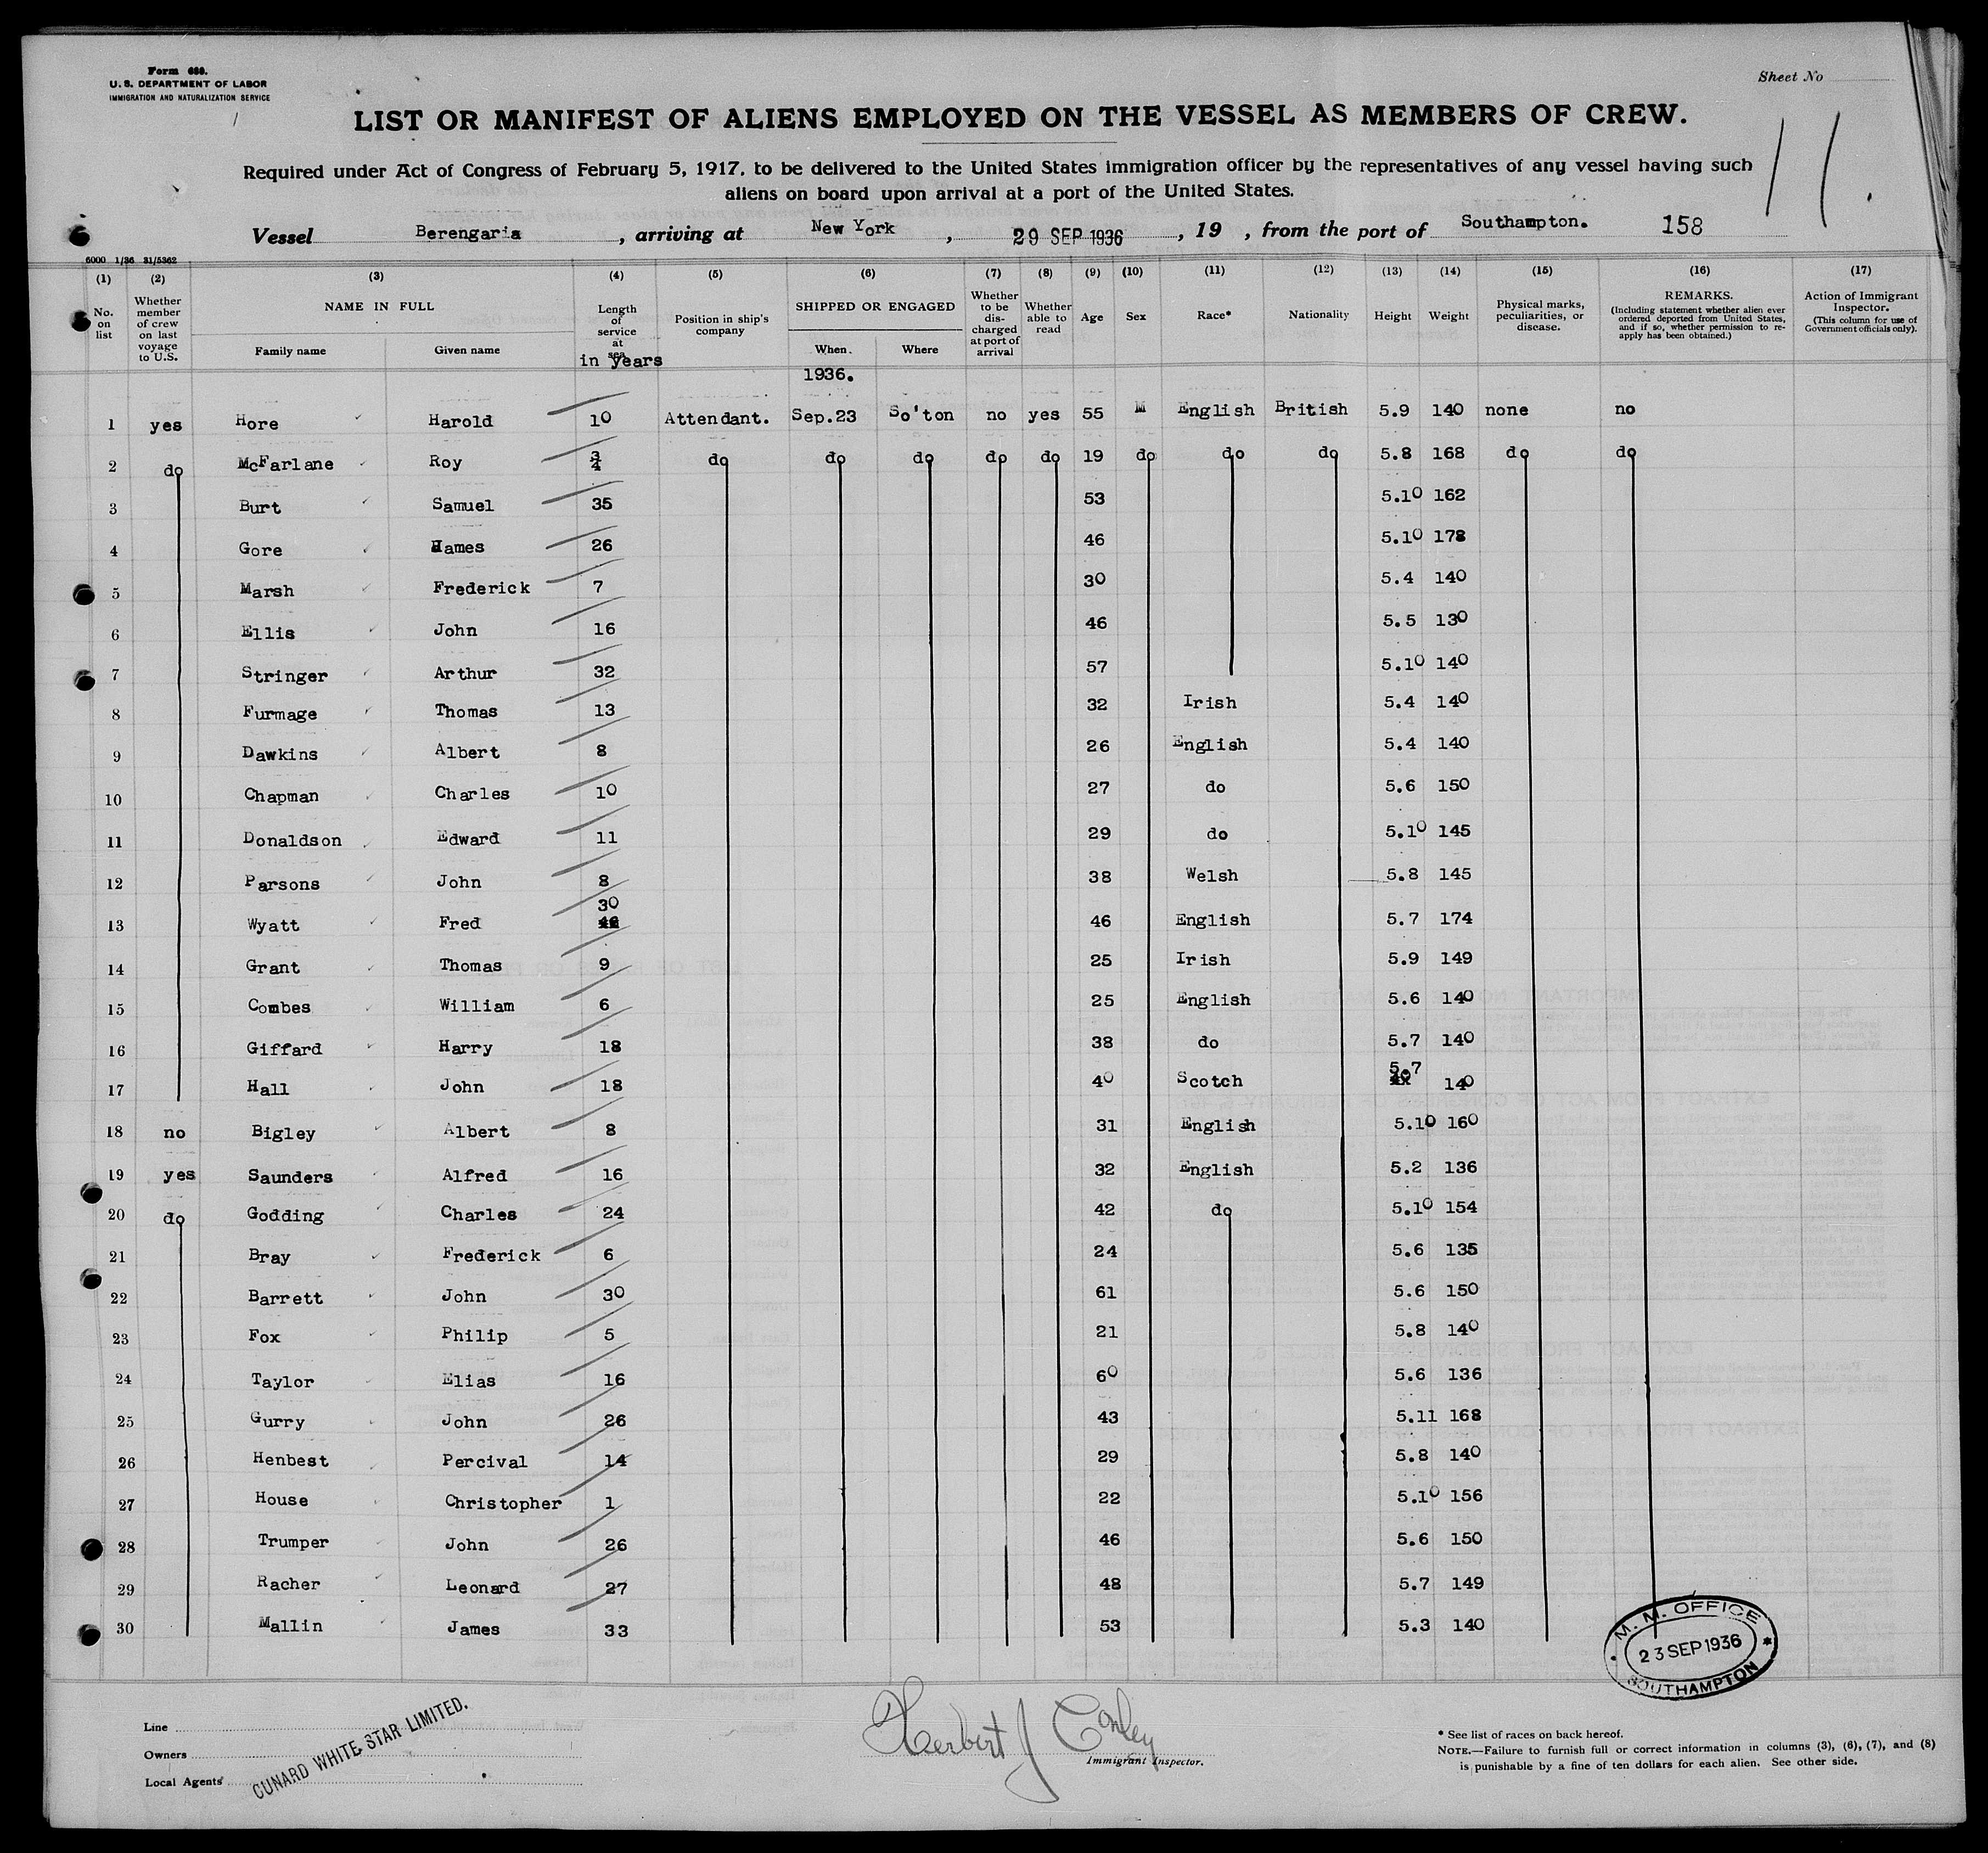 Form 680.
U. S. DEPARTMENT OF LABOR
IMMIGRATION AND NATURALIZATION SERVICE
Sheet No
11.
LIST OR MANIFEST OF ALIENS EMPLOYED ON THE VESSEL AS MEMBERS OF CREW.
Required under Act of Congress of February 5, 1917, to be delivered to the United States immigration officer by the representatives of any vessel having such
aliens on board upon arrival at a port of the United States.
Vessel Berengaria, arriving at New York, 29 SEP 1936, 19 , from the port of Southampton. 158
6000 1/36 31/5362
(1) (2) (3) (4) (5) (6) (7) (8) (9) (10) (11) (12) (13) (14) (15) (16) (17)
No. on list
Whether member of crew on last voyage to U.S.
NAME IN FULL
Family name Given name
Length of service at sea
in years
Position in ship's company
SHIPPED OR ENGAGED
When. Where
1936.
Whether to be discharged at port of arrival
Whether able to read
Age Sex Race* Nationality Height Weight
Physical marks, peculiarities, or disease.
REMARKS.
(Including statement whether alien ever ordered deported from United States, and if so, whether permission to re-apply has been obtained.)
Action of Immigrant Inspector.
(This column for use of Government officials only).
1 yes Hore Harold 10 Attendant. Sep.23 So'ton no yes 55 M English British 5.9 140 none no
2 do McFarlane Roy 3/4 do do do do do 19 do do do 5.8 168 do do
3 Burt Samuel 35 53 5.10 162
4 Gore Hames 26 46 5.10 178
5 Marsh Frederick 7 30 5.4 140
6 Ellis John 16 46 5.5 130
7 Stringer Arthur 32 57 5.10 140
8 Furmage Thomas 13 32 Irish 5.4 140
9 Dawkins Albert 8 26 English 5.4 140
10 Chapman Charles 10 27 do 5.6 150
11 Donaldson Edward 11 29 do 5.10 145
12 Parsons John 8 38 Welsh 5.8 145
13 Wyatt Fred 30 46 English 5.7 174
14 Grant Thomas 9 25 Irish 5.9 149
15 Combes William 6 25 English 5.6 140
16 Giffard Harry 18 38 do 5.7 140
17 Hall John 18 40 Scotch 5.7 140
18 no Bigley Albert 8 31 English 5.10 160
19 yes Saunders Alfred 16 32 English 5.2 136
20 do Godding Charles 24 42 do 5.10 154
21 Bray Frederick 6 24 5.6 135
22 Barrett John 30 61 5.6 150
23 Fox Philip 5 21 5.8 140
24 Taylor Elias 16 60 5.6 136
25 Gurry John 26 43 5.11 168
26 Henbest Percival 14 29 5.8 140
27 House Christopher 1 22 5.10 156
28 Trumper John 26 46 5.6 150
29 Racher Leonard 27 48 5.7 149
30 Mallin James 33 53 5.3 140
M. M. OFFICE
23 SEP 1936
SOUTHAMPTON
Line
Owners
Local Agents
CUNARD WHITE STAR LIMITED.
Herbert J Conley
Immigrant Inspector.
* See list of races on back hereof.
NOTE.—Failure to furnish full or correct information in columns (3), (6), (7), and (8)
is punishable by a fine of ten dollars for each alien. See other side.